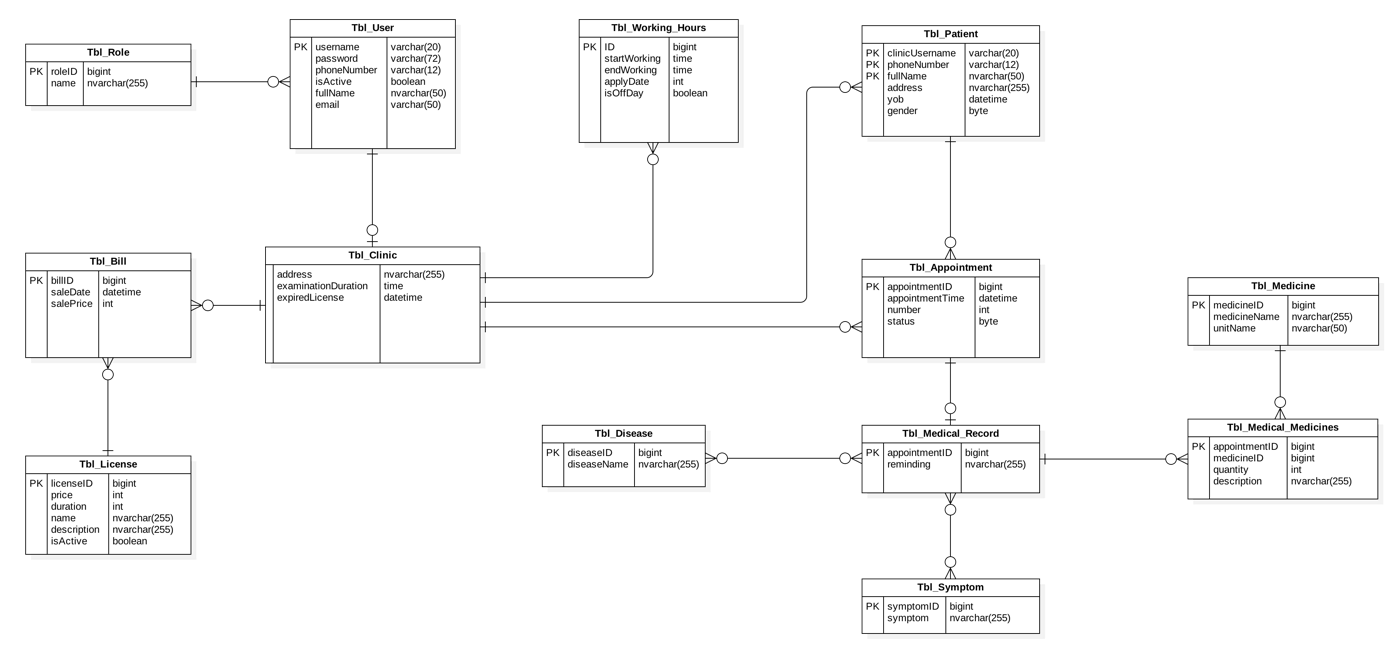 Tbl_Role
PK roleID bigint
name nvarchar(255)
Tbl_User
PK username varchar(20)
password varchar(72)
phoneNumber varchar(12)
isActive boolean
fullName nvarchar(50)
email varchar(50)
Tbl_Working_Hours
PK ID bigint
startWorking time
endWorking time
applyDate int
isOffDay boolean
Tbl_Patient
PK clinicUsername varchar(20)
PK phoneNumber varchar(12)
PK fullName nvarchar(50)
address nvarchar(255)
yob datetime
gender byte
Tbl_Bill
PK billID bigint
saleDate datetime
salePrice int
Tbl_Clinic
address nvarchar(255)
examinationDuration time
expiredLicense datetime
Tbl_Appointment
PK appointmentID bigint
appointmentTime datetime
number int
status byte
Tbl_Medicine
PK medicineID bigint
medicineName nvarchar(255)
unitName nvarchar(50)
Tbl_License
PK licenseID bigint
price int
duration int
name nvarchar(255)
description nvarchar(255)
isActive boolean
Tbl_Disease
PK diseaseID bigint
diseaseName nvarchar(255)
Tbl_Medical_Record
PK appointmentID bigint
reminding nvarchar(255)
Tbl_Medical_Medicines
PK appointmentID bigint
medicineID bigint
quantity int
description nvarchar(255)
Tbl_Symptom
PK symptomID bigint
symptom nvarchar(255)